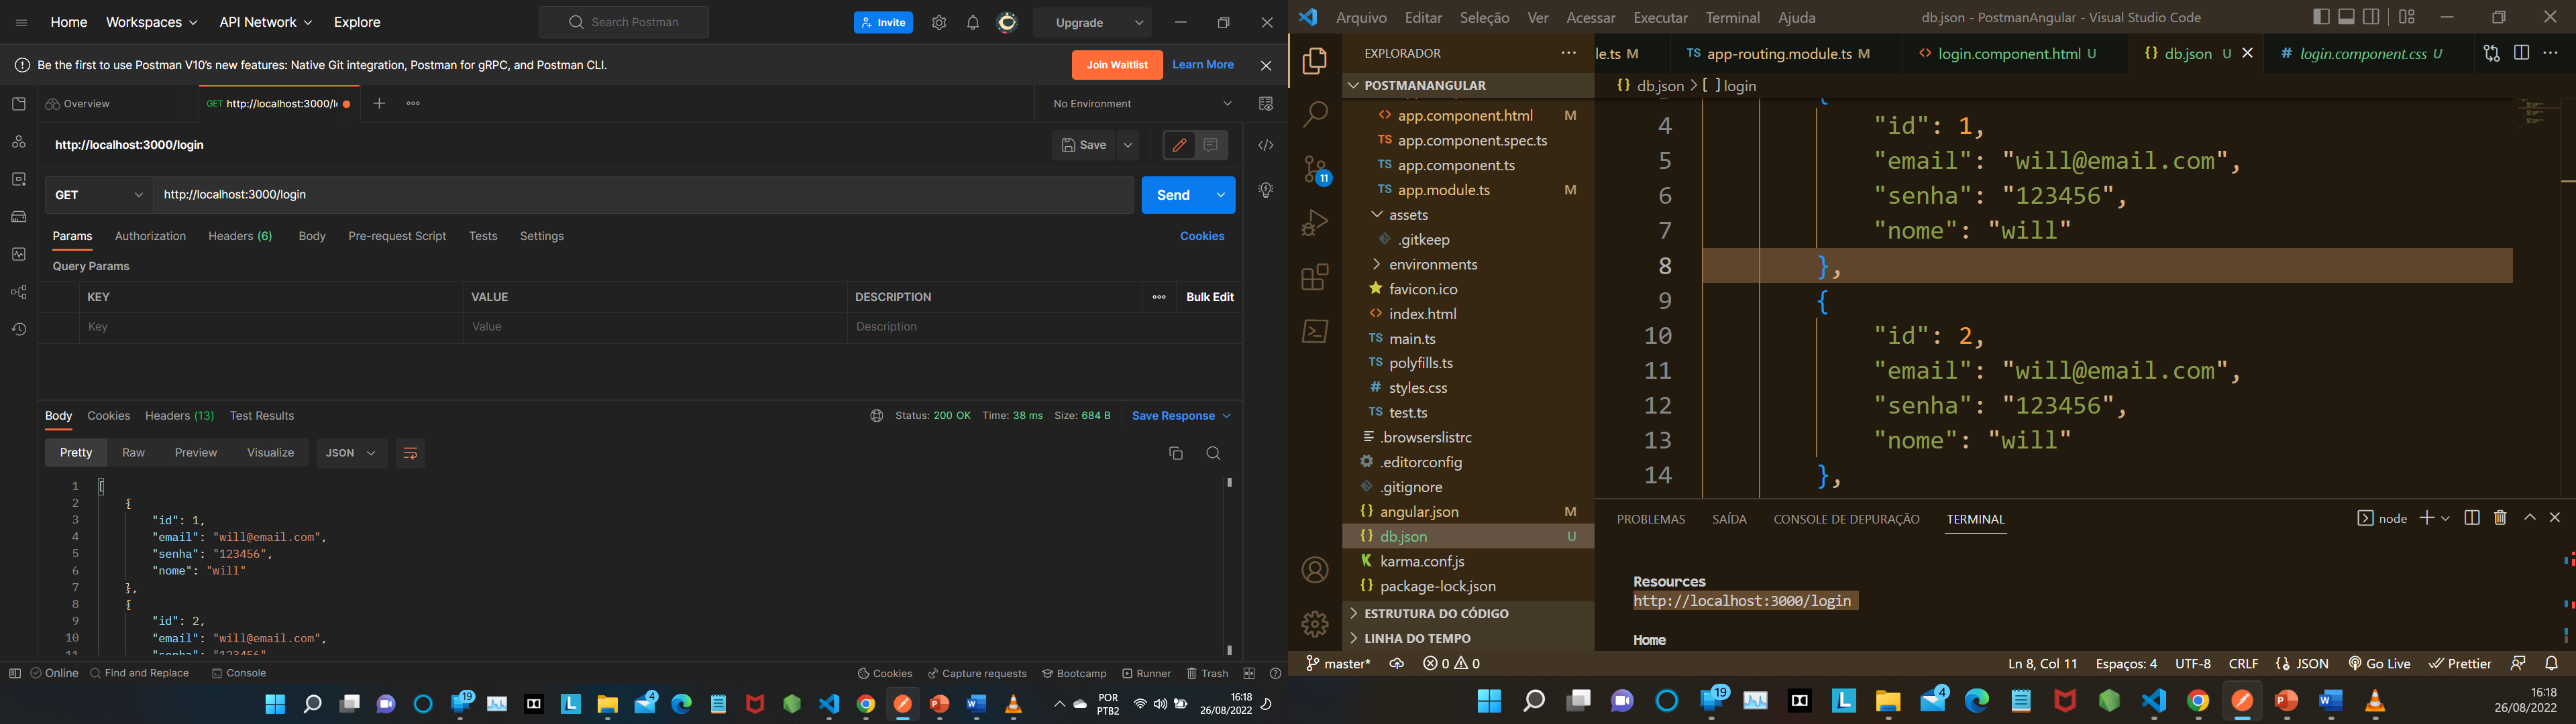 Home Workspaces API Network Explore Search Postman Invite Upgrade
Be the first to use Postman V10's new features: Native Git integration, Postman for gRPC, and Postman CLI. Join Waitlist Learn More
Overview GET http://localhost:3000/l No Environment
http://localhost:3000/login Save
GET http://localhost:3000/login Send
Params Authorization Headers (6) Body Pre-request Script Tests Settings Cookies
Query Params
KEY VALUE DESCRIPTION Bulk Edit
Key Value Description
Body Cookies Headers (13) Test Results Status: 200 OK Time: 38 ms Size: 684 B Save Response
Pretty Raw Preview Visualize JSON
1 [
2 {
3 "id": 1,
4 "email": "will@email.com",
5 "senha": "123456",
6 "nome": "will"
7 },
8 {
9 "id": 2,
10 "email": "will@email.com",
11 "senha": "123456"
Online Find and Replace Console Cookies Capture requests Bootcamp Runner Trash
19 4 POR PTB2 16:18 26/08/2022
Arquivo Editar Seleção Ver Acessar Executar Terminal Ajuda db.json - PostmanAngular - Visual Studio Code
EXPLORADOR
POSTMANANGULAR
app.component.html M
app.component.spec.ts
app.component.ts
app.module.ts M
assets
.gitkeep
environments
favicon.ico
index.html
main.ts
polyfills.ts
styles.css
test.ts
.browserslistrc
.editorconfig
.gitignore
angular.json M
db.json U
karma.conf.js
package-lock.json
ESTRUTURA DO CÓDIGO
LINHA DO TEMPO
11
le.ts M app-routing.module.ts M login.component.html U db.json U login.component.css U
db.json > [ ] login
{
4 "id": 1,
5 "email": "will@email.com",
6 "senha": "123456",
7 "nome": "will"
8 },
9 {
10 "id": 2,
11 "email": "will@email.com",
12 "senha": "123456",
13 "nome": "will"
14 },
PROBLEMAS SAÍDA CONSOLE DE DEPURAÇÃO TERMINAL node
Resources
http://localhost:3000/login
Home
master* 0 0 Ln 8, Col 11 Espaços: 4 UTF-8 CRLF JSON Go Live Prettier
19 4 16:18 26/08/2022